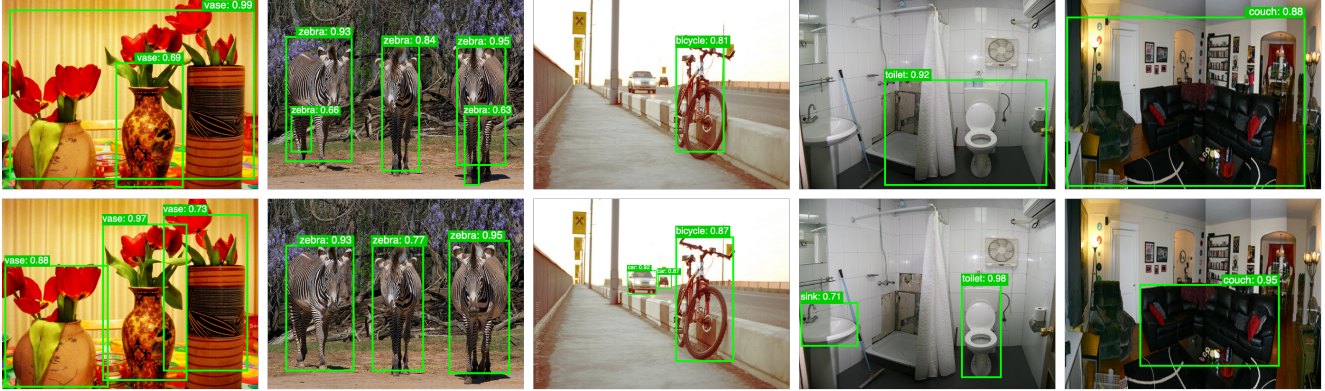 vase: 0.99
vase: 0.69
zebra: 0.93
zebra: 0.84
zebra: 0.95
zebra: 0.66
zebra: 0.63
bicycle: 0.81
toilet: 0.92
couch: 0.88
vase: 0.73
vase: 0.97
vase: 0.88
zebra: 0.93
zebra: 0.77
zebra: 0.95
bicycle: 0.87
car: 0.87
toilet: 0.98
sink: 0.71
couch: 0.95